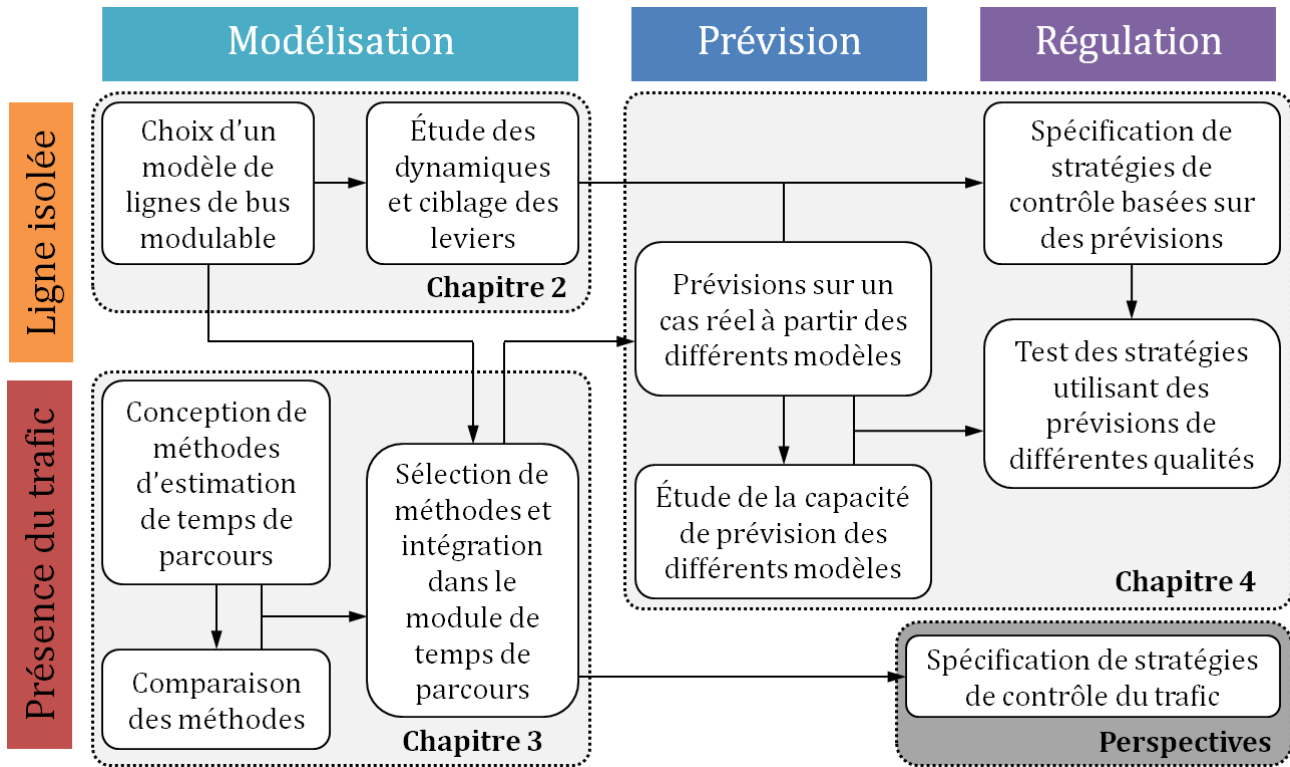 Modélisation
Prévision
Régulation
Ligne isolée
Choix d'un
modèle de
lignes de bus
modulable
Étude des
dynamiques
et ciblage des
leviers
Chapitre 2
Spécification de
stratégies de
contrôle basées sur
des prévisions
Prévisions sur un
cas réel à partir des
différents modèles
Test des stratégies
utilisant des
prévisions de
différentes qualités
Étude de la capacité
de prévision des
différents modèles
Chapitre 4
Présence du trafic
Conception de
méthodes
d'estimation
de temps de
parcours
Comparaison
des méthodes
Sélection de
méthodes et
intégration
dans le
module de
temps de
parcours
Chapitre 3
Spécification de stratégies
de contrôle du trafic
Perspectives